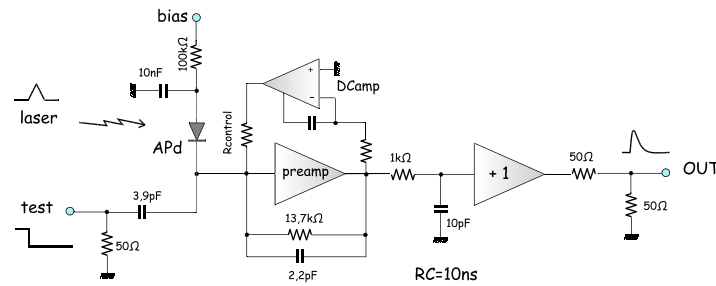 bias
100kΩ
10nF
+
DCamp
-
laser
Rcontrol
APd
preamp
1kΩ
+ 1
50Ω
OUT
test
3,9pF
13,7kΩ
10pF
50Ω
50Ω
2,2pF
RC=10ns